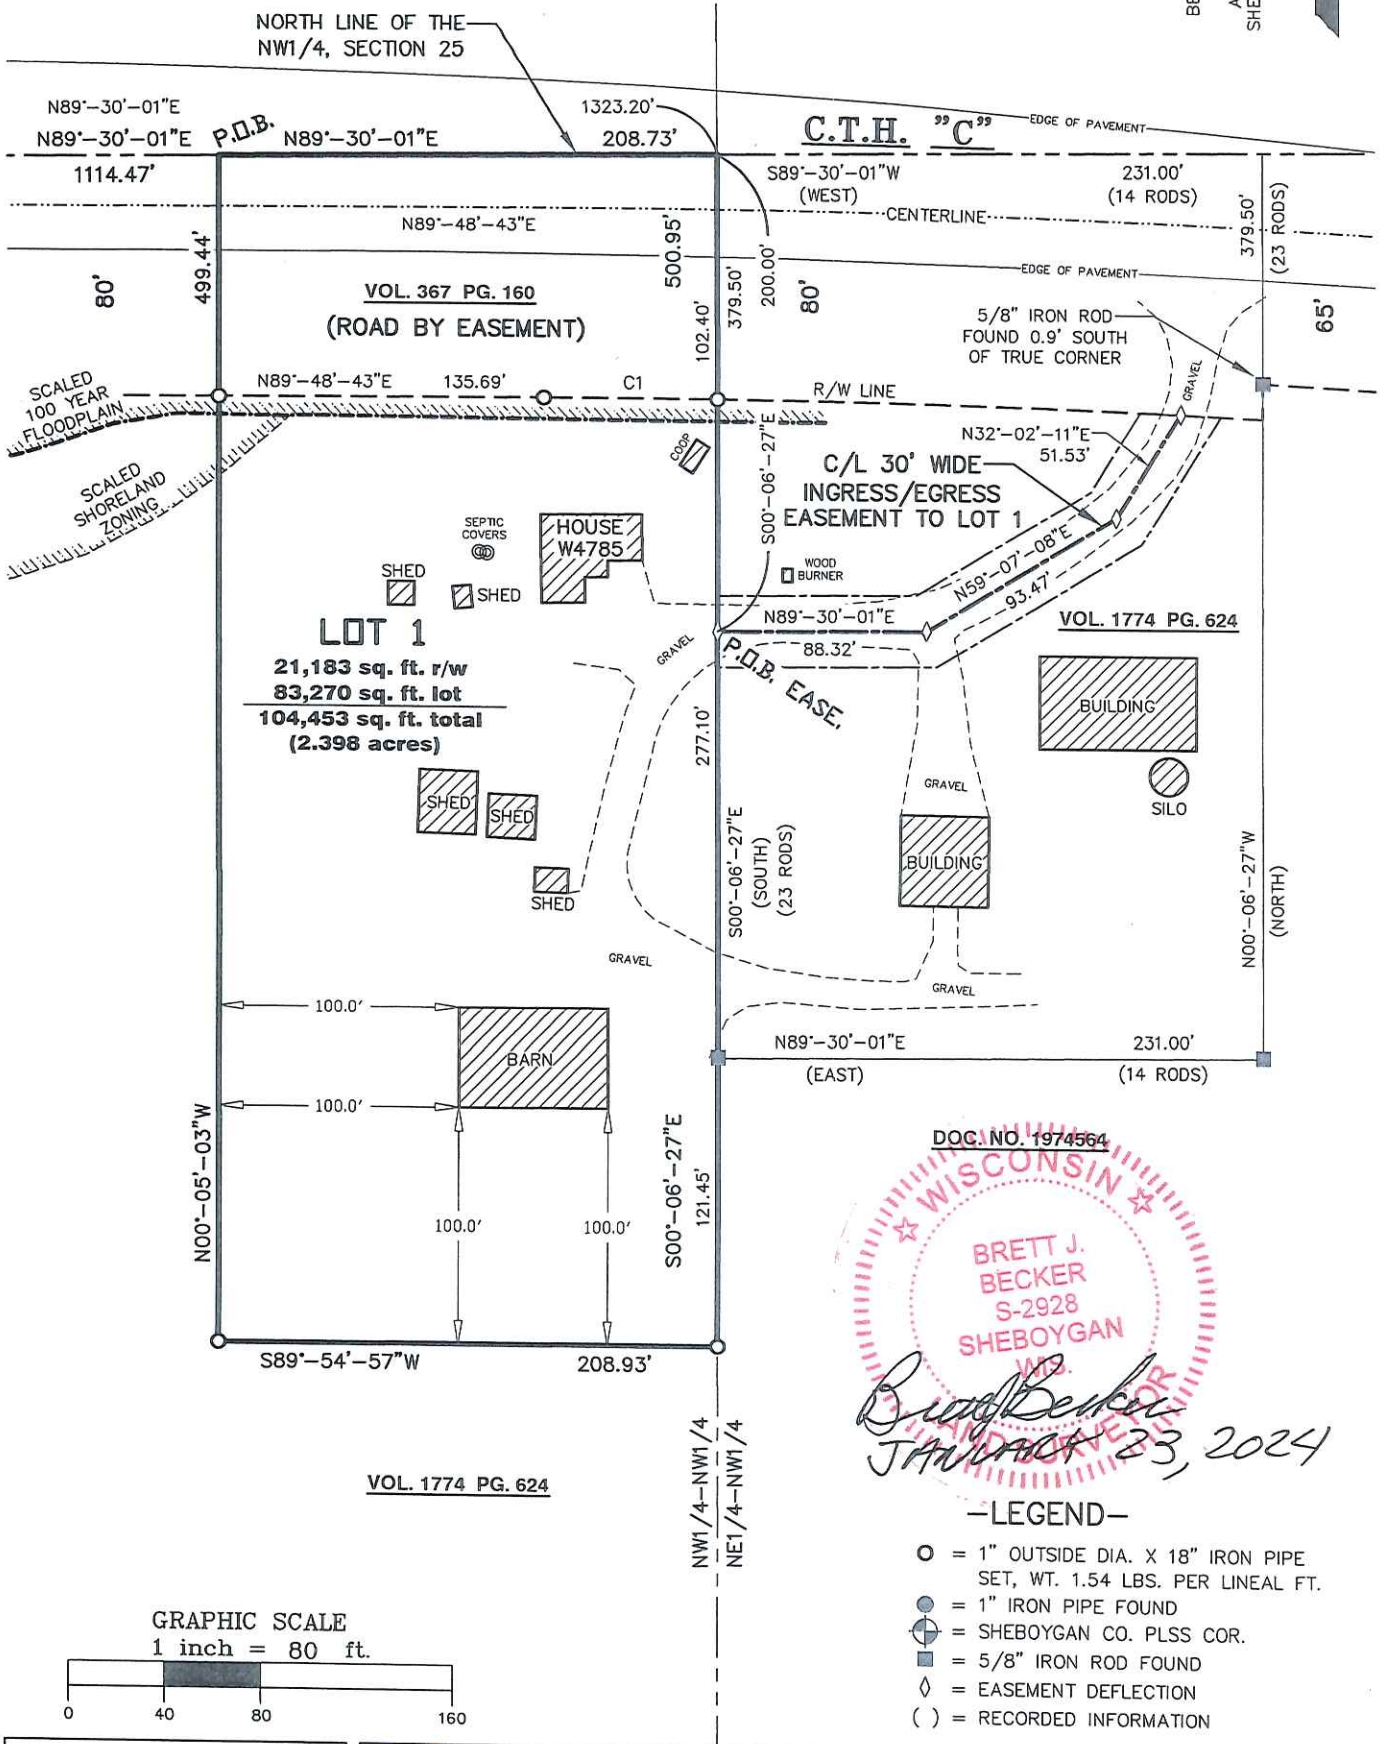 BE
A
SHE
NORTH LINE OF THE
NW1/4, SECTION 25
N89°-30'-01"E
N89°-30'-01"E
1114.47'
P.O.B.
N89°-30'-01"E
1323.20'
208.73'
C.T.H. "C"
EDGE OF PAVEMENT
S89°-30'-01"W
(WEST)
231.00'
(14 RODS)
379.50'
(23 RODS)
N89°-48'-43"E
CENTERLINE
EDGE OF PAVEMENT
80'
499.44'
500.95'
102.40'
379.50'
200.00'
80'
65'
VOL. 367 PG. 160
(ROAD BY EASEMENT)
5/8" IRON ROD
FOUND 0.9' SOUTH
OF TRUE CORNER
GRAVEL
SCALED
100 YEAR
FLOODPLAIN
N89°-48'-43"E
135.69'
C1
R/W LINE
SCALED
SHORELAND
ZONING
COOP
S00°-06'-27"E
N32°-02'-11"E
51.53'
C/L 30' WIDE
INGRESS/EGRESS
EASEMENT TO LOT 1
SEPTIC
COVERS
HOUSE
W4785
SHED
SHED
WOOD
BURNER
N59°-07'-08"E
93.47'
N89°-30'-01"E
88.32'
VOL. 1774 PG. 624
LOT 1
21,183 sq. ft. r/w
83,270 sq. ft. lot
104,453 sq. ft. total
(2.398 acres)
GRAVEL
P.O.B. EASE.
277.10'
BUILDING
SILO
SHED
SHED
SHED
GRAVEL
BUILDING
S00°-06'-27"E
(SOUTH)
(23 RODS)
N00°-06'-27"W
(NORTH)
GRAVEL
GRAVEL
100.0'
BARN
100.0'
N89°-30'-01"E
(EAST)
231.00'
(14 RODS)
N00°-05'-03"W
100.0'
100.0'
S00°-06'-27"E
121.45'
S89°-54'-57"W
208.93'
DOC. NO. 1974564
WISCONSIN
BRETT J.
BECKER
S-2928
SHEBOYGAN
WIS.
LAND SURVEYOR
Brett J Becker
JANUARY 23, 2024
VOL. 1774 PG. 624
NW1/4-NW1/4
NE1/4-NW1/4
-LEGEND-
= 1" OUTSIDE DIA. X 18" IRON PIPE
SET, WT. 1.54 LBS. PER LINEAL FT.
= 1" IRON PIPE FOUND
= SHEBOYGAN CO. PLSS COR.
= 5/8" IRON ROD FOUND
= EASEMENT DEFLECTION
( ) = RECORDED INFORMATION
GRAPHIC SCALE
1 inch = 80 ft.
0 40 80 160